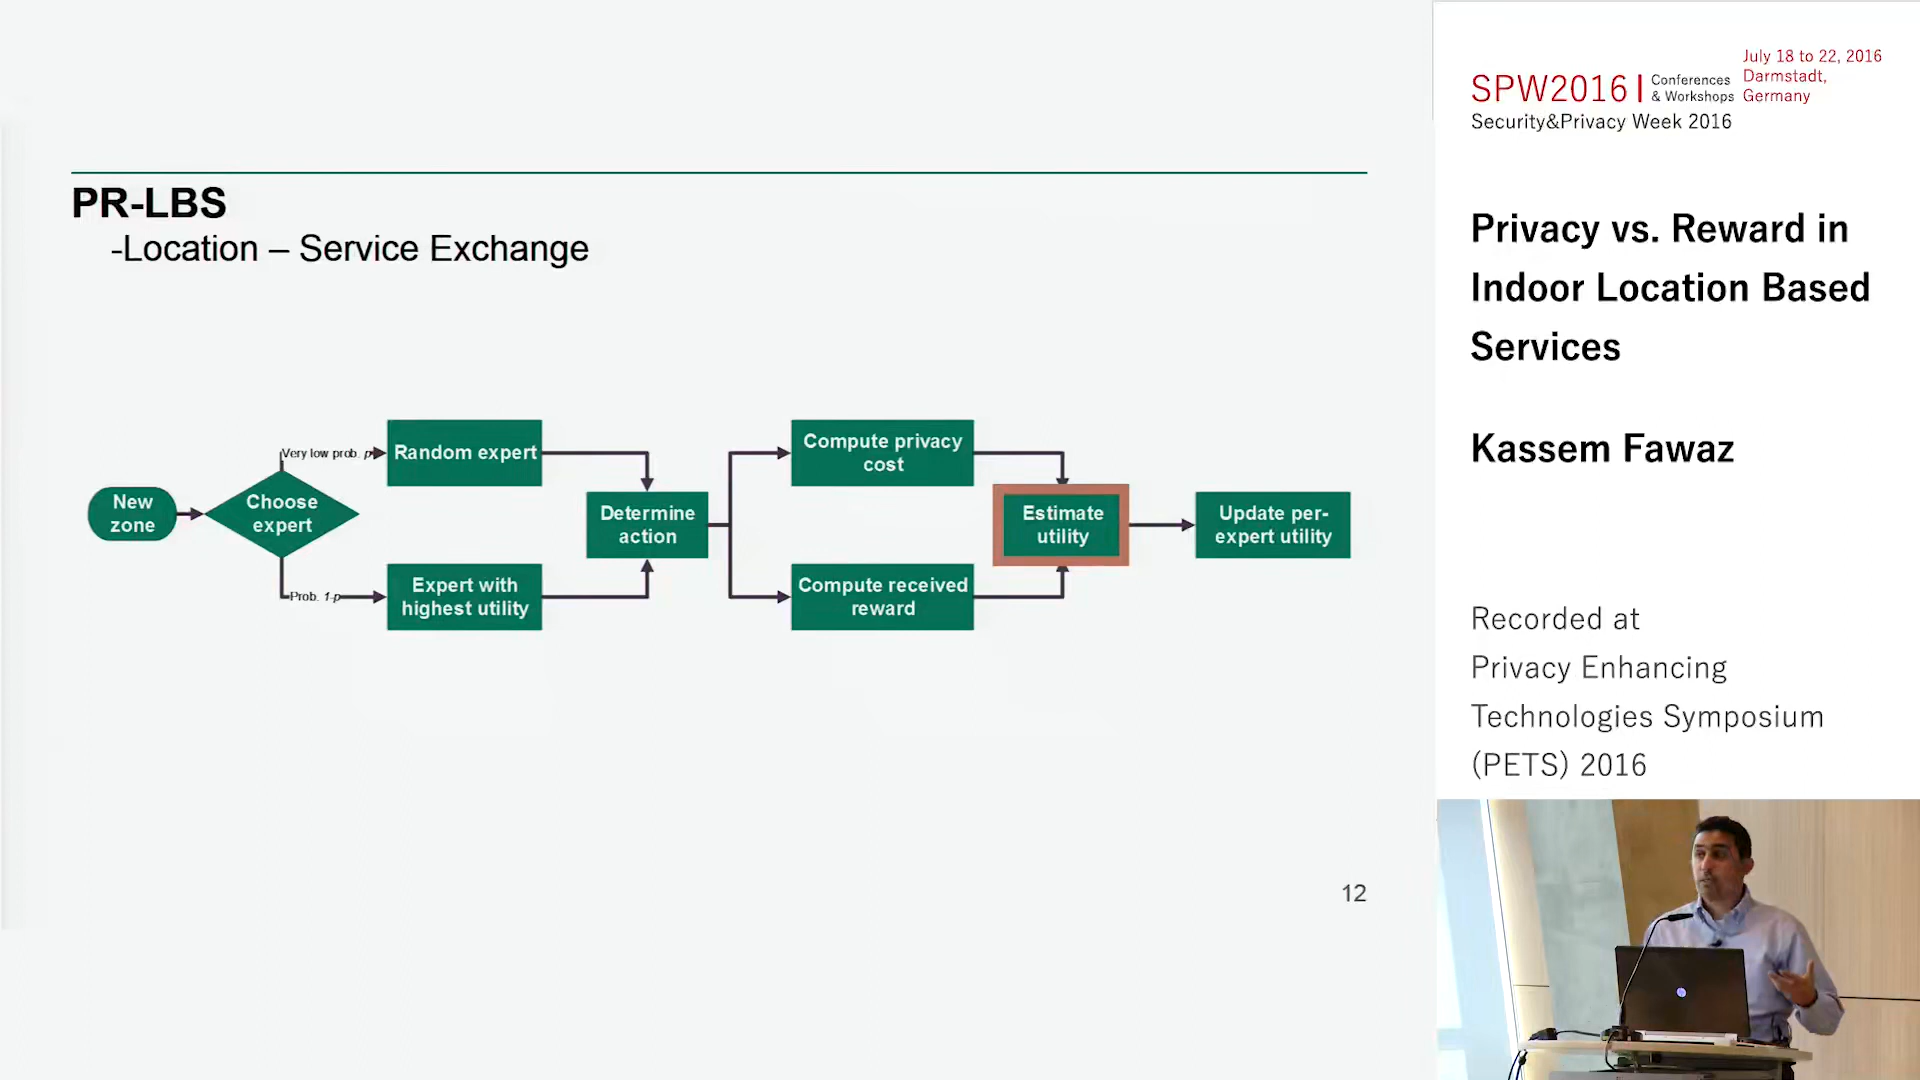 PR-LBS
-Location – Service Exchange
New
zone
Choose
expert
Very low prob. p
Prob. 1-p
Random expert
Expert with
highest utility
Determine
action
Compute privacy
cost
Compute received
reward
Estimate
utility
Update per-
expert utility
12
SPW2016 | Conferences
& Workshops
July 18 to 22, 2016
Darmstadt,
Germany
Security&Privacy Week 2016
Privacy vs. Reward in
Indoor Location Based
Services
Kassem Fawaz
Recorded at
Privacy Enhancing
Technologies Symposium
(PETS) 2016